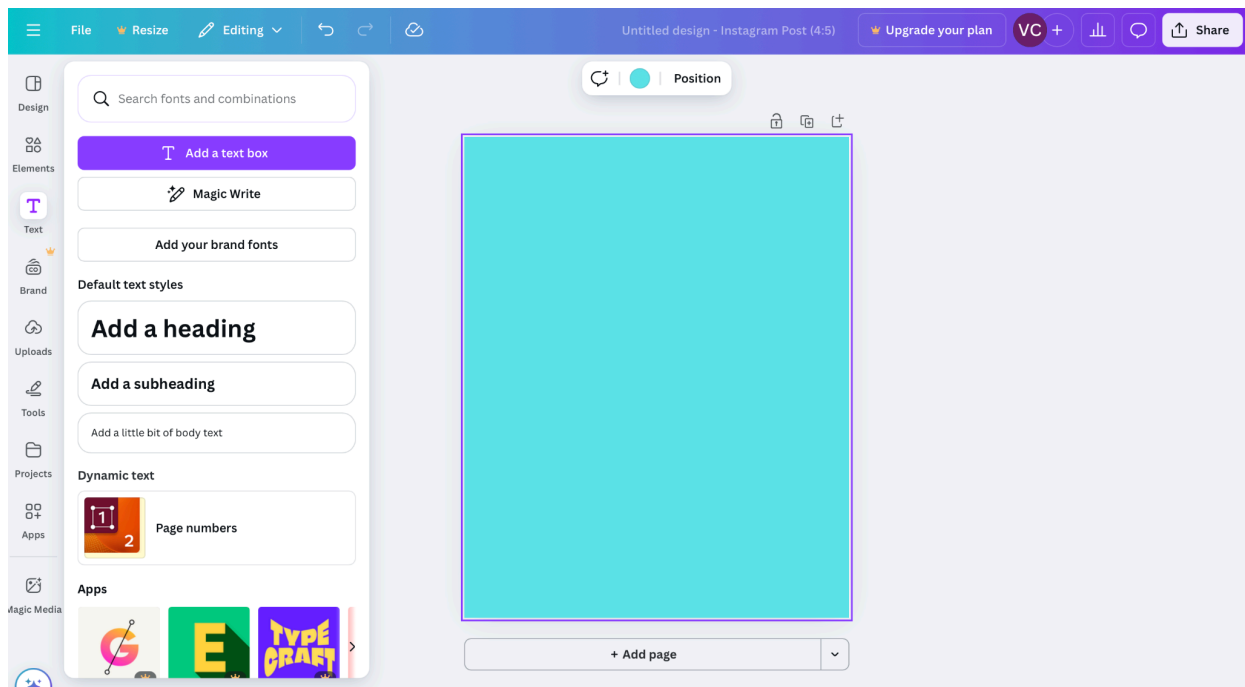 File Resize Editing Untitled design - Instagram Post (4:5) Upgrade your plan VC + Share
Design
Elements
Text
Brand
Uploads
Tools
Projects
Apps
Magic Media
Search fonts and combinations
T Add a text box
Magic Write
Add your brand fonts
Default text styles
Add a heading
Add a subheading
Add a little bit of body text
Dynamic text
1
2
Page numbers
Apps
G
E
TYPE
CRAFT
Position
+ Add page